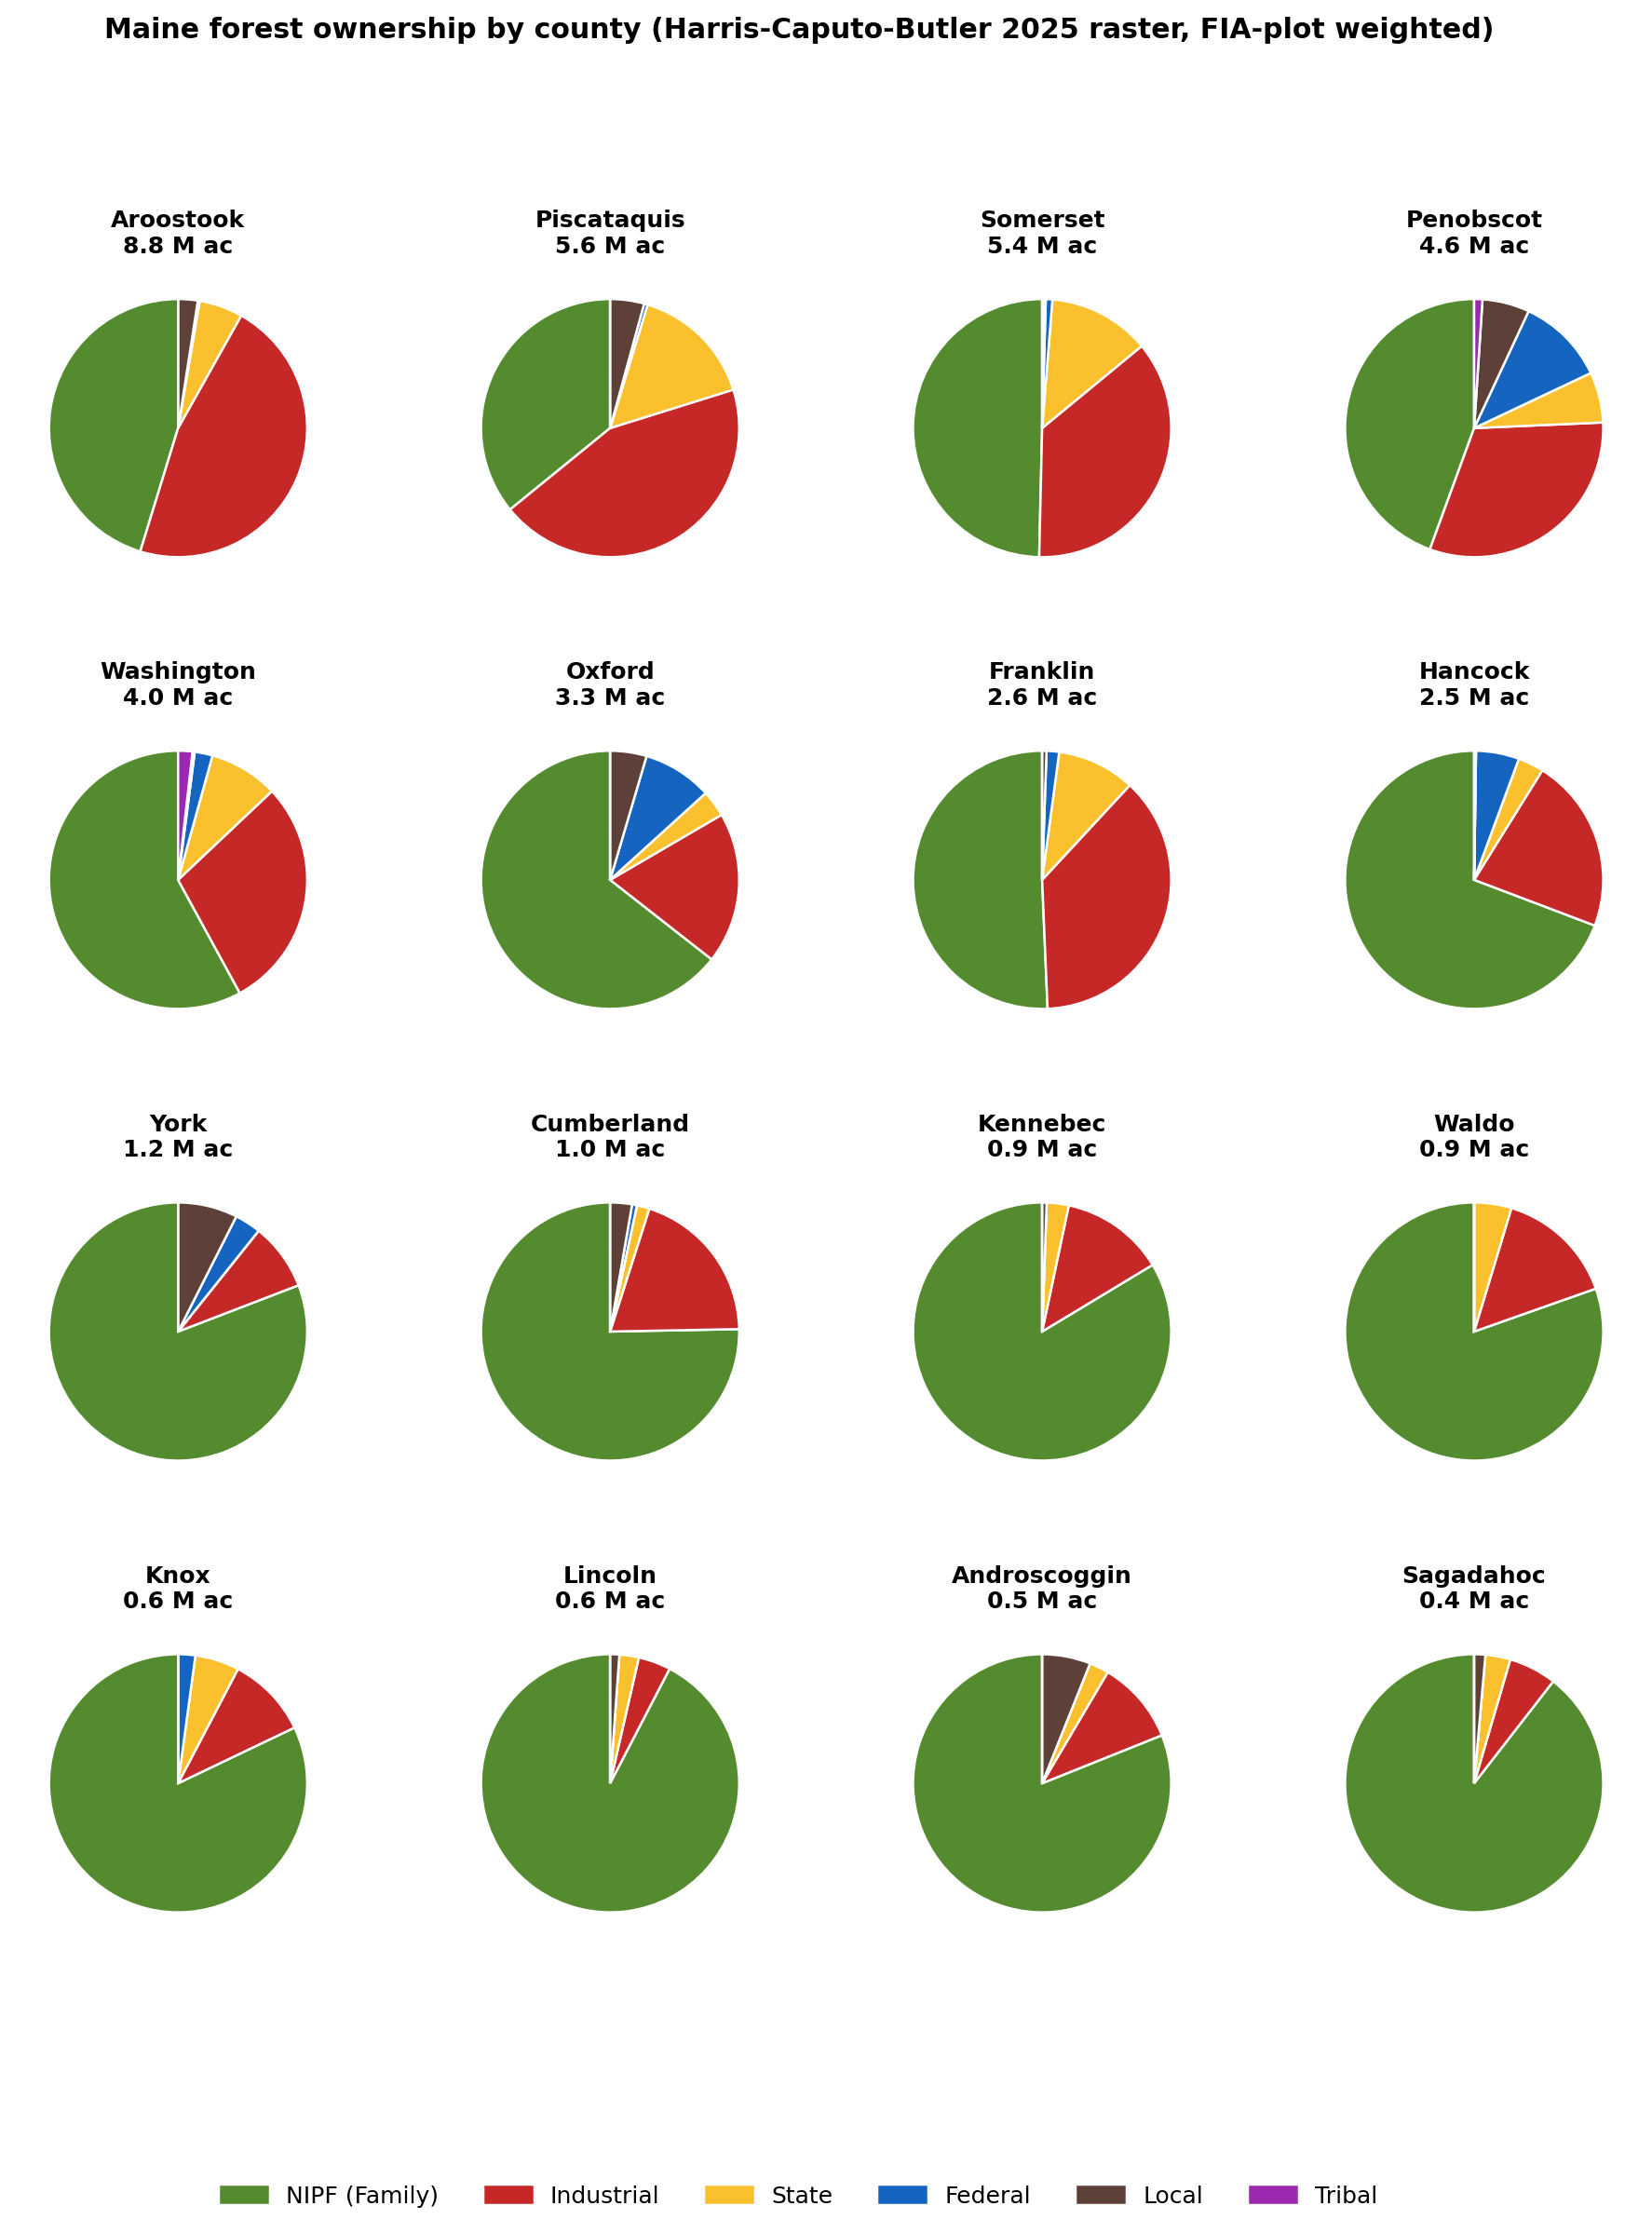 Maine forest ownership by county (Harris-Caputo-Butler 2025 raster, FIA-plot weighted)
Aroostook
8.8 M ac
Piscataquis
5.6 M ac
Somerset
5.4 M ac
Penobscot
4.6 M ac
Washington
4.0 M ac
Oxford
3.3 M ac
Franklin
2.6 M ac
Hancock
2.5 M ac
York
1.2 M ac
Cumberland
1.0 M ac
Kennebec
0.9 M ac
Waldo
0.9 M ac
Knox
0.6 M ac
Lincoln
0.6 M ac
Androscoggin
0.5 M ac
Sagadahoc
0.4 M ac
NIPF (Family)
Industrial
State
Federal
Local
Tribal